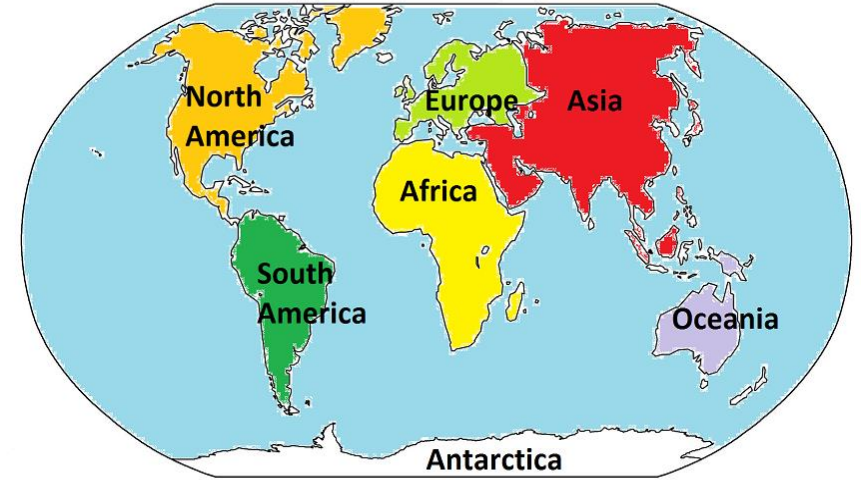 North
America
Europe
Asia
Africa
South
America
Oceania
Antarctica